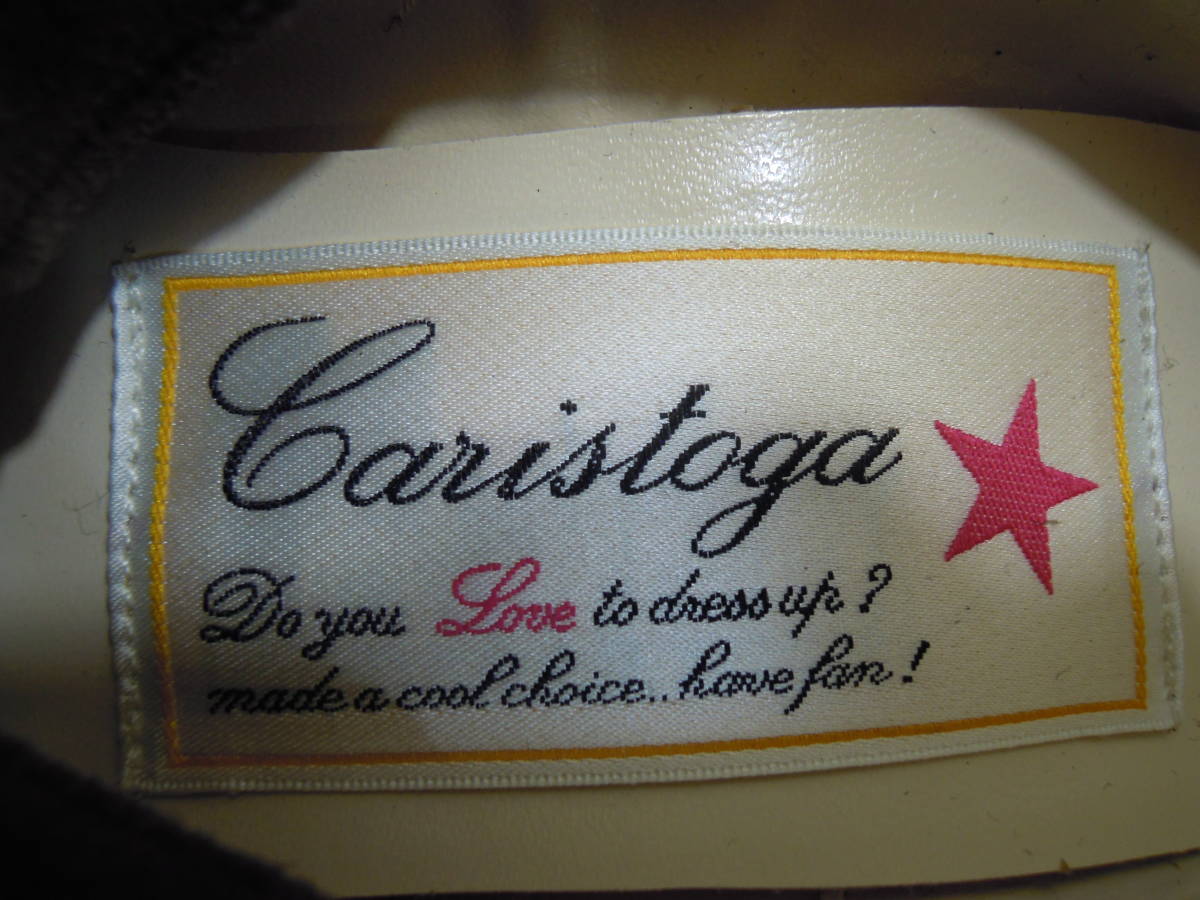 Caristoga
Do you Love to dress up?
made a cool choice.. have fan!